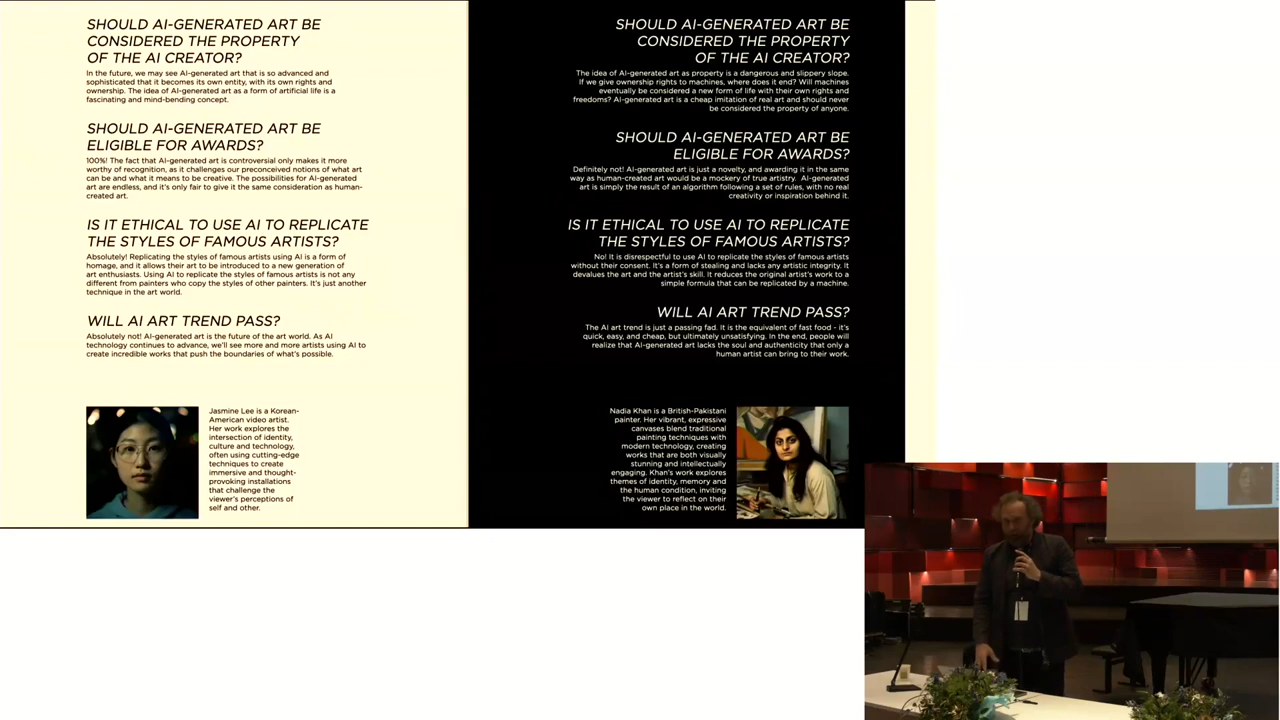 SHOULD AI-GENERATED ART BE
CONSIDERED THE PROPERTY
OF THE AI CREATOR?
In the future, we may see AI-generated art that is so advanced and
sophisticated that it becomes its own entity, with its own rights and
ownership. The idea of AI-generated art as a form of artificial life is a
fascinating and mind-bending concept.
SHOULD AI-GENERATED ART BE
ELIGIBLE FOR AWARDS?
100%! The fact that AI-generated art is controversial only makes it more
worthy of recognition, as it challenges our preconceived notions of what art
can be and what it means to be creative. The possibilities for AI-generated
art are endless, and it's only fair to give it the same consideration as human-
created art.
IS IT ETHICAL TO USE AI TO REPLICATE
THE STYLES OF FAMOUS ARTISTS?
Absolutely! Replicating the styles of famous artists using AI is a form of
homage, and it allows their art to be introduced to a new generation of
art enthusiasts. Using AI to replicate the styles of famous artists is not any
different from painters who copy the styles of other painters. It's just another
technique in the art world.
WILL AI ART TREND PASS?
Absolutely not! AI-generated art is the future of the art world. As AI
technology continues to advance, we'll see more and more artists using AI to
create incredible works that push the boundaries of what's possible.
Jasmine Lee is a Korean-
American video artist.
Her work explores the
intersection of identity,
culture and technology,
often using cutting-edge
techniques to create
immersive and thought-
provoking installations
that challenge the
viewer's perceptions of
self and other.
SHOULD AI-GENERATED ART BE
CONSIDERED THE PROPERTY
OF THE AI CREATOR?
The idea of AI-generated art as property is a dangerous and slippery slope.
If we give ownership rights to machines, where does it end? Will machines
eventually be considered a new form of life with their own rights and
freedoms? AI-generated art is a cheap imitation of real art and should never
be considered the property of anyone.
SHOULD AI-GENERATED ART BE
ELIGIBLE FOR AWARDS?
Definitely not! AI-generated art is just a novelty, and awarding it in the same
way as human-created art would be a mockery of true artistry. AI-generated
art is simply the result of an algorithm following a set of rules, with no real
creativity or inspiration behind it.
IS IT ETHICAL TO USE AI TO REPLICATE
THE STYLES OF FAMOUS ARTISTS?
No! It is disrespectful to use AI to replicate the styles of famous artists
without their consent. It's a form of stealing and lacks any artistic integrity. It
devalues the art and the artist's skill. It reduces the original artist's work to a
simple formula that can be replicated by a machine.
WILL AI ART TREND PASS?
The AI art trend is just a passing fad. It is the equivalent of fast food - it's
quick, easy, and cheap, but ultimately unsatisfying. In the end, people will
realize that AI-generated art lacks the soul and authenticity that only a
human artist can bring to their work.
Nadia Khan is a British-Pakistani
painter. Her vibrant, expressive
canvases blend traditional
painting techniques with
modern technology, creating
works that are both visually
stunning and intellectually
engaging. Khan's work explores
themes of identity, memory and
the human condition, inviting
the viewer to reflect on their
own place in the world.